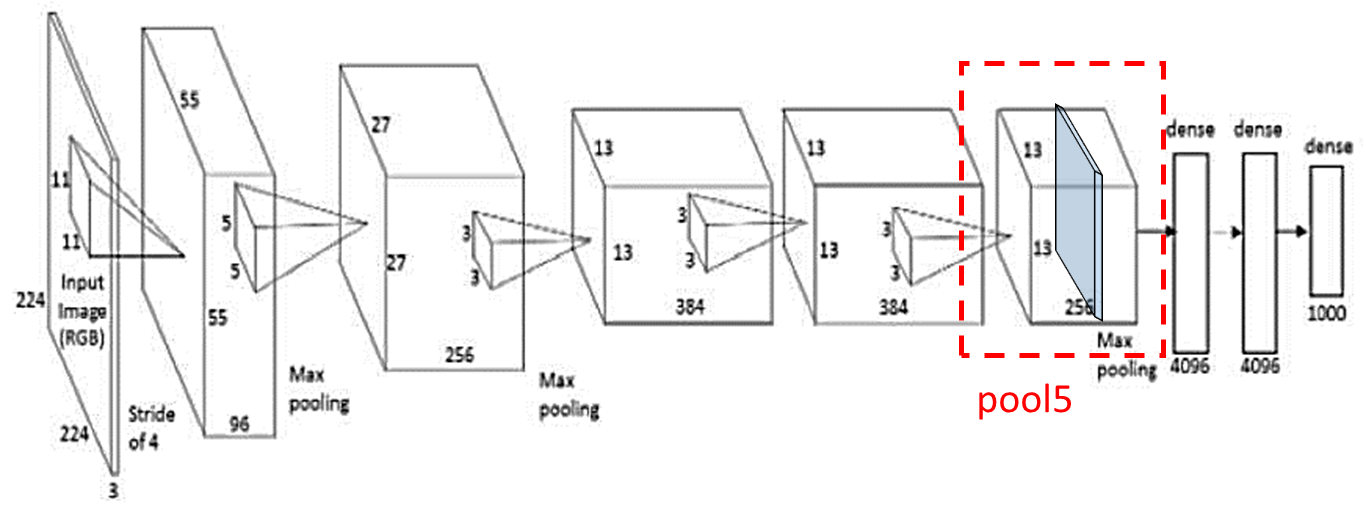 224
11
11
Input
Image
(RGB)
224
3
Stride
of 4
55
5
5
55
96
Max
pooling
27
3
3
27
256
Max
pooling
13
3
3
13
384
13
3
3
13
384
13
13
256
Max
pooling
pool5
dense
4096
dense
4096
dense
1000